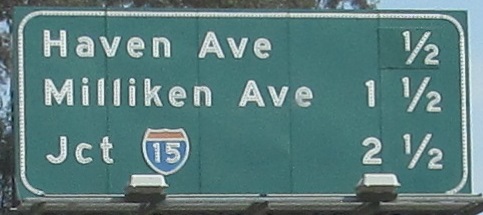 Haven Ave ½
Milliken Ave 1 ½
Jct 15 2 ½